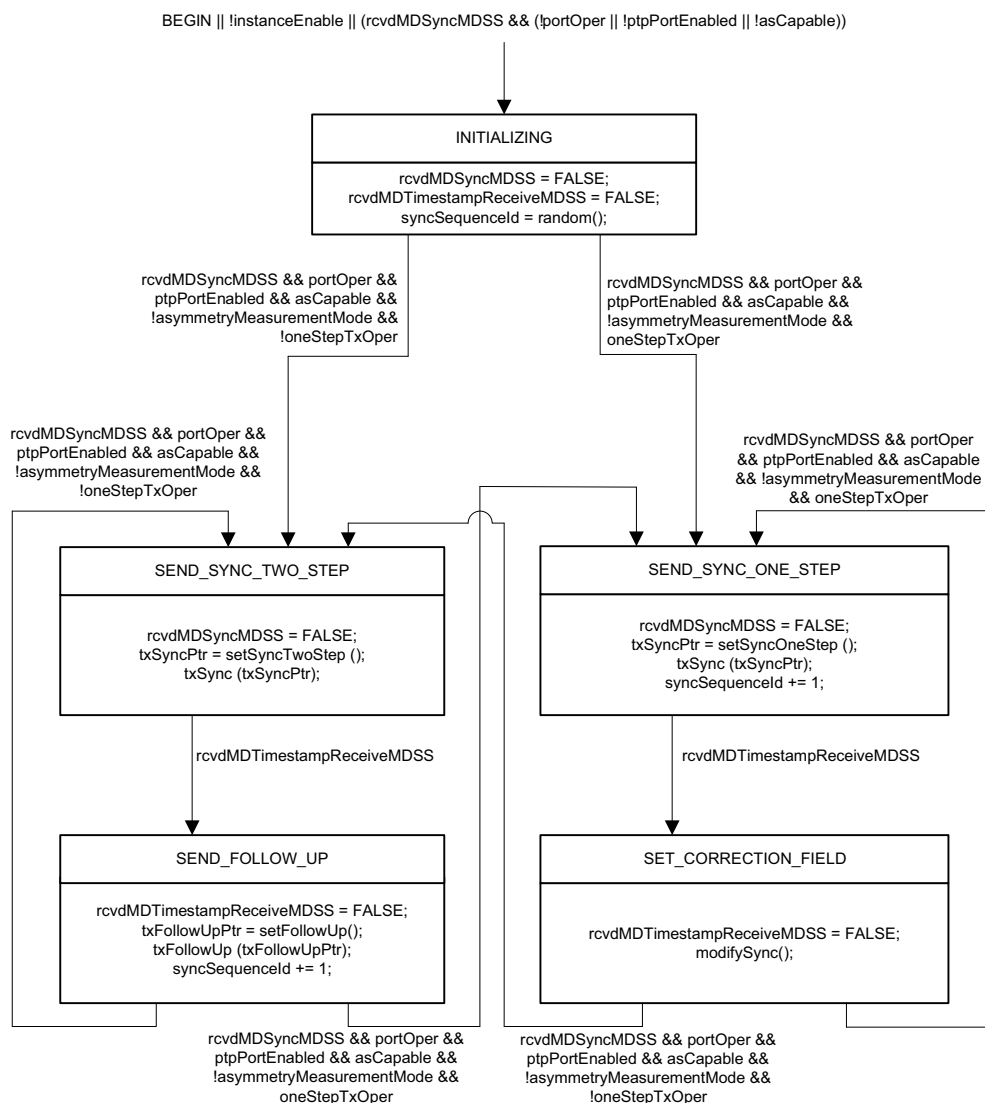 BEGIN || !instanceEnable || (rcvdMDSyncMDSS && (!portOper || !ptpPortEnabled || !asCapable))
INITIALIZING
rcvdMDSyncMDSS = FALSE;
rcvdMDTimestampReceiveMDSS = FALSE;
syncSequenceId = random();
rcvdMDSyncMDSS && portOper &&
ptpPortEnabled && asCapable &&
!asymmetryMeasurementMode &&
!oneStepTxOper
rcvdMDSyncMDSS && portOper &&
ptpPortEnabled && asCapable &&
!asymmetryMeasurementMode &&
oneStepTxOper
rcvdMDSyncMDSS && portOper &&
ptpPortEnabled && asCapable &&
!asymmetryMeasurementMode &&
!oneStepTxOper
rcvdMDSyncMDSS && portOper
&& ptpPortEnabled && asCapable
&& !asymmetryMeasurementMode
&& oneStepTxOper
SEND_SYNC_TWO_STEP
rcvdMDSyncMDSS = FALSE;
txSyncPtr = setSyncTwoStep ();
txSync (txSyncPtr);
SEND_SYNC_ONE_STEP
rcvdMDSyncMDSS = FALSE;
txSyncPtr = setSyncOneStep ();
txSync (txSyncPtr);
syncSequenceId += 1;
rcvdMDTimestampReceiveMDSS
rcvdMDTimestampReceiveMDSS
SEND_FOLLOW_UP
rcvdMDTimestampReceiveMDSS = FALSE;
txFollowUpPtr = setFollowUp();
txFollowUp (txFollowUpPtr);
syncSequenceId += 1;
SET_CORRECTION_FIELD
rcvdMDTimestampReceiveMDSS = FALSE;
modifySync();
rcvdMDSyncMDSS && portOper &&
ptpPortEnabled && asCapable &&
!asymmetryMeasurementMode &&
oneStepTxOper
rcvdMDSyncMDSS && portOper &&
ptpPortEnabled && asCapable &&
!asymmetryMeasurementMode &&
!oneStepTxOper